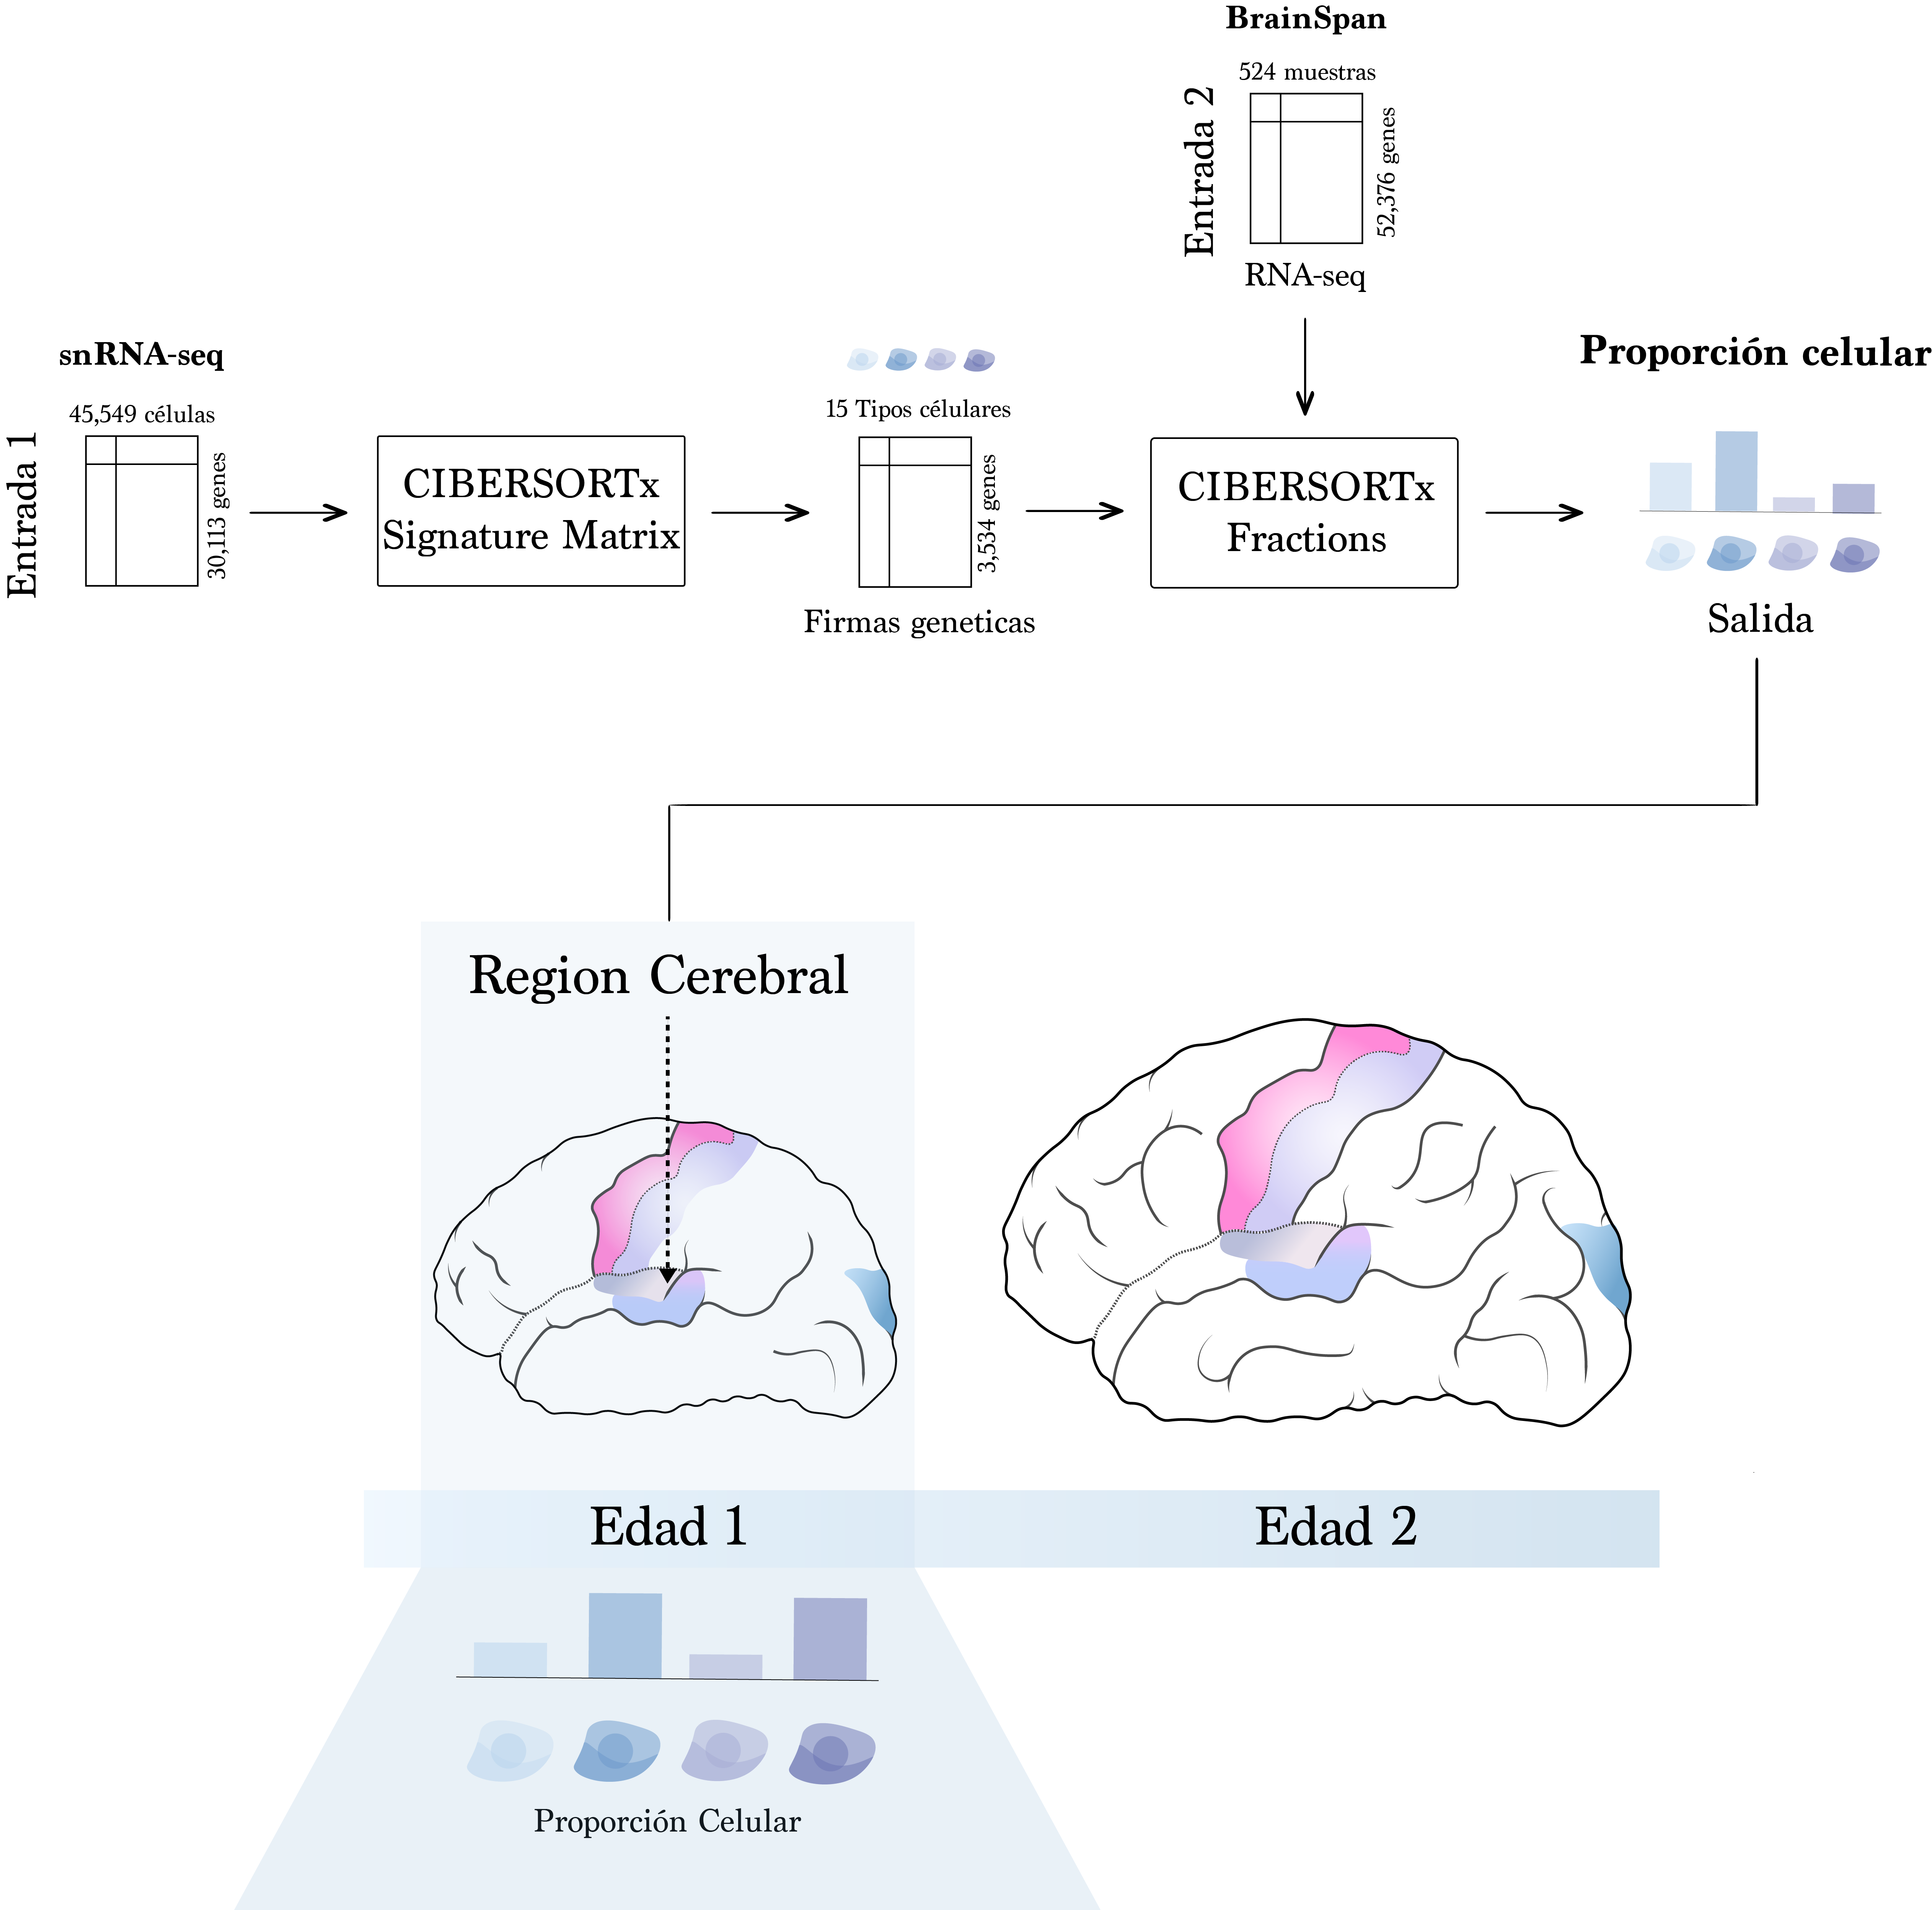 BrainSpan
524 muestras
Entrada 2
52,376 genes
RNA-seq
snRNA-seq
45,549 células
Entrada 1
30,113 genes
CIBERSORTx
Signature Matrix
15 Tipos célulares
3,534 genes
Firmas geneticas
CIBERSORTx
Fractions
Proporción celular
Salida
Region Cerebral
Edad 1
Edad 2
Proporción Celular